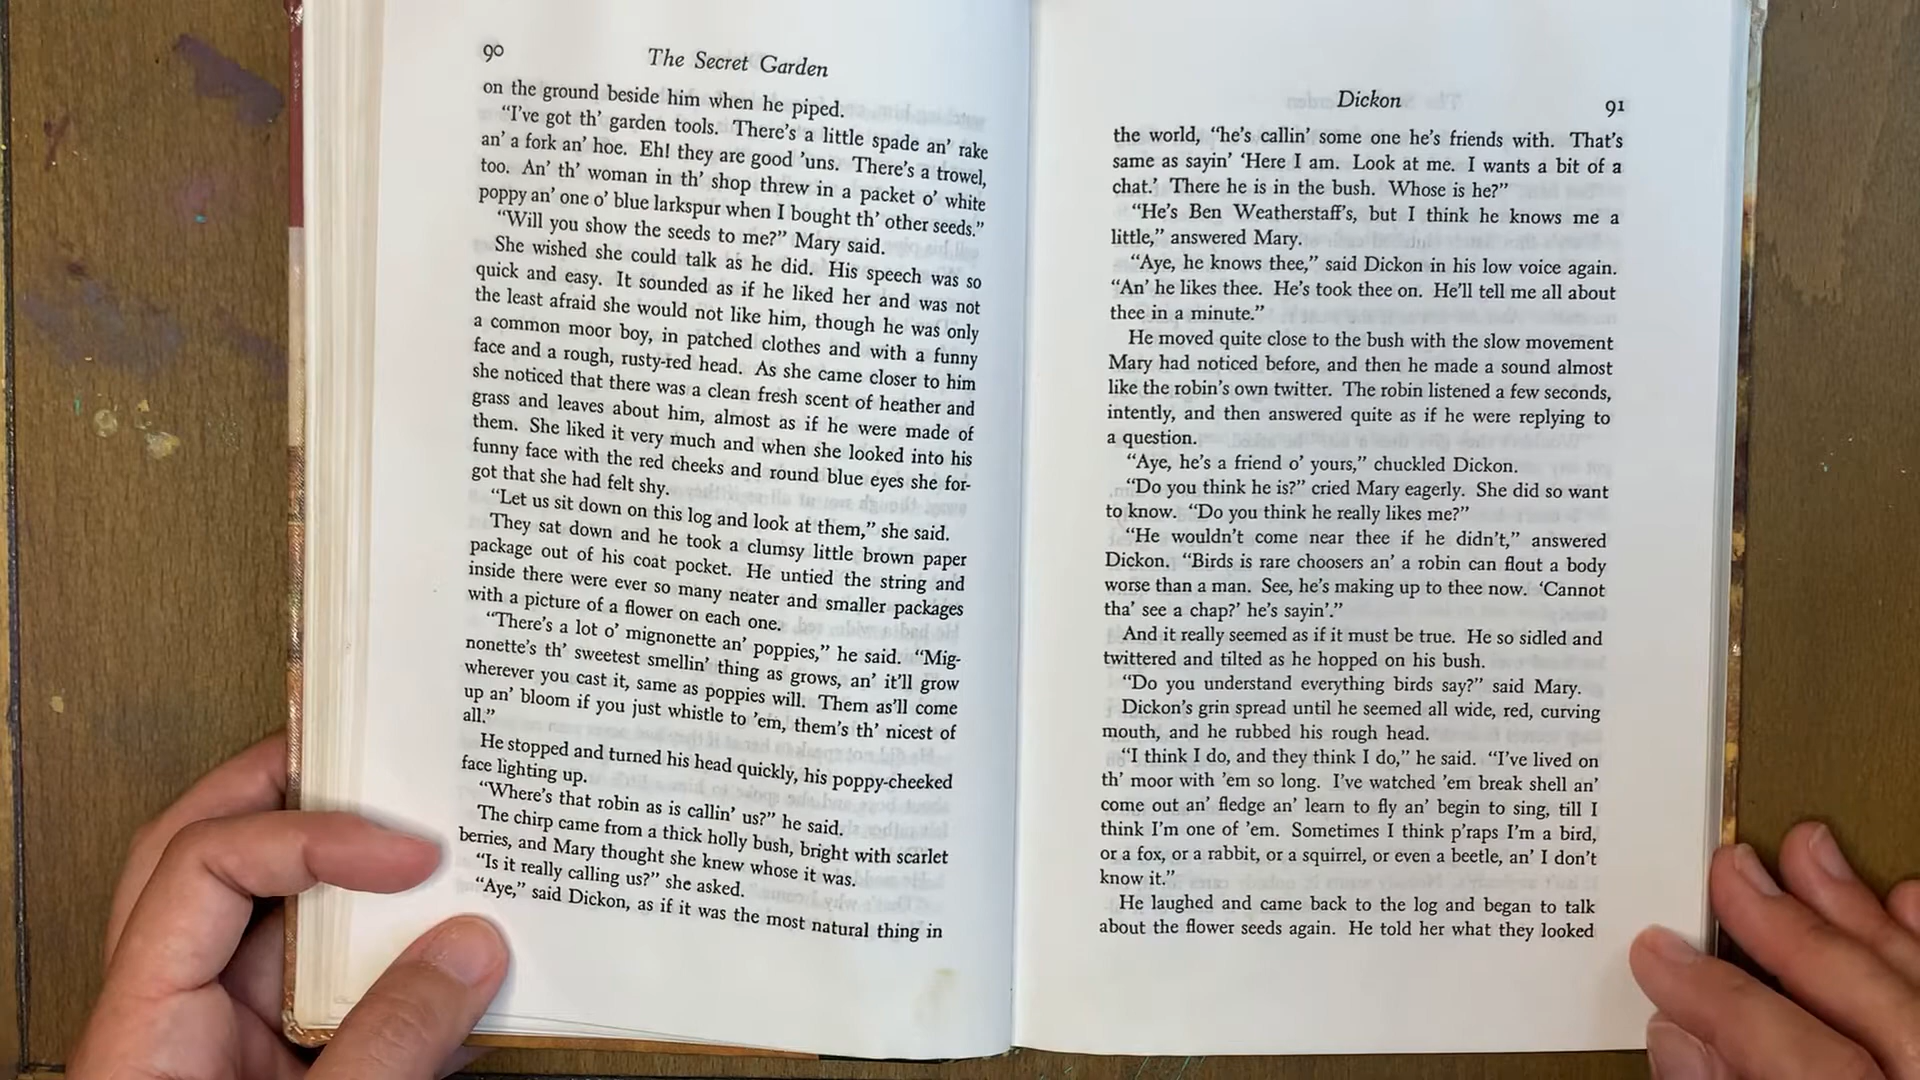 90
The Secret Garden
on the ground beside him when he piped.
“I've got th' garden tools. There's a little spade an' rake
an' a fork an' hoe. Eh! they are good 'uns. There's a trowel,
too. An' th' woman in th' shop threw in a packet o' white
poppy an' one o' blue larkspur when I bought th' other seeds.”
“Will you show the seeds to me?” Mary said.
She wished she could talk as he did. His speech was so
quick and easy. It sounded as if he liked her and was not
the least afraid she would not like him, though he was only
a common moor boy, in patched clothes and with a funny
face and a rough, rusty-red head. As she came closer to him
she noticed that there was a clean fresh scent of heather and
grass and leaves about him, almost as if he were made of
them. She liked it very much and when she looked into his
funny face with the red cheeks and round blue eyes she for-
got that she had felt shy.
“Let us sit down on this log and look at them,” she said.
They sat down and he took a clumsy little brown paper
package out of his coat pocket. He untied the string and
inside there were ever so many neater and smaller packages
with a picture of a flower on each one.
“There's a lot o' mignonette an' poppies,” he said. “Mig-
nonette's th' sweetest smellin' thing as grows, an' it'll grow
wherever you cast it, same as poppies will. Them as'll come
up an' bloom if you just whistle to 'em, them's th' nicest of
all.”
He stopped and turned his head quickly, his poppy-cheeked
face lighting up.
“Where's that robin as is callin' us?” he said.
The chirp came from a thick holly bush, bright with scarlet
berries, and Mary thought she knew whose it was.
“Is it really calling us?” she asked.
“Aye,” said Dickon, as if it was the most natural thing in
Dickon
91
the world, “he's callin' some one he's friends with. That's
same as sayin' ‘Here I am. Look at me. I wants a bit of a
chat.’ There he is in the bush. Whose is he?”
“He's Ben Weatherstaff's, but I think he knows me a
little,” answered Mary.
“Aye, he knows thee,” said Dickon in his low voice again.
“An' he likes thee. He's took thee on. He'll tell me all about
thee in a minute.”
He moved quite close to the bush with the slow movement
Mary had noticed before, and then he made a sound almost
like the robin's own twitter. The robin listened a few seconds,
intently, and then answered quite as if he were replying to
a question.
“Aye, he's a friend o' yours,” chuckled Dickon.
“Do you think he is?” cried Mary eagerly. She did so want
to know. “Do you think he really likes me?”
“He wouldn't come near thee if he didn't,” answered
Dickon. “Birds is rare choosers an' a robin can flout a body
worse than a man. See, he's making up to thee now. ‘Cannot
tha' see a chap?’ he's sayin'.”
And it really seemed as if it must be true. He so sidled and
twittered and tilted as he hopped on his bush.
“Do you understand everything birds say?” said Mary.
Dickon's grin spread until he seemed all wide, red, curving
mouth, and he rubbed his rough head.
“I think I do, and they think I do,” he said. “I've lived on
th' moor with 'em so long. I've watched 'em break shell an'
come out an' fledge an' learn to fly an' begin to sing, till I
think I'm one of 'em. Sometimes I think p'raps I'm a bird,
or a fox, or a rabbit, or a squirrel, or even a beetle, an' I don't
know it.”
He laughed and came back to the log and began to talk
about the flower seeds again. He told her what they looked